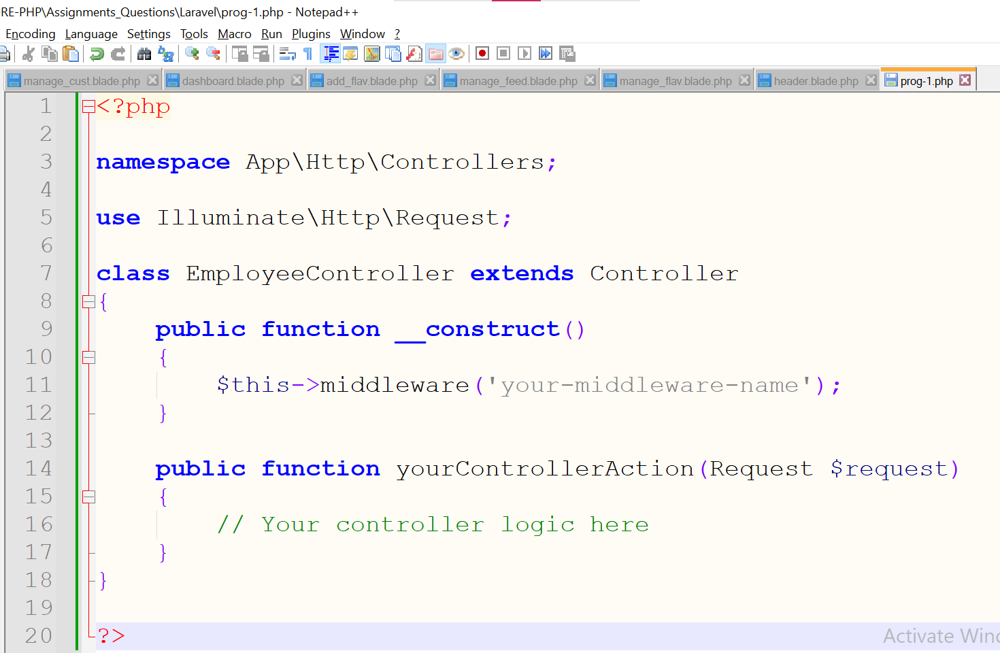 RE-PHP\Assignments_Questions\Laravel\prog-1.php - Notepad++
Encoding Language Settings Tools Macro Run Plugins Window ?
manage_cust.blade.php dashboard.blade.php add_flav.blade.php manage_feed.blade.php manage_flav.blade.php header.blade.php prog-1.php
1 <?php
2
3 namespace App\Http\Controllers;
4
5 use Illuminate\Http\Request;
6
7 class EmployeeController extends Controller
8 {
9     public function __construct()
10     {
11         $this->middleware('your-middleware-name');
12     }
13
14     public function yourControllerAction(Request $request)
15     {
16         // Your controller logic here
17     }
18 }
19
20 ?>
Activate Wind